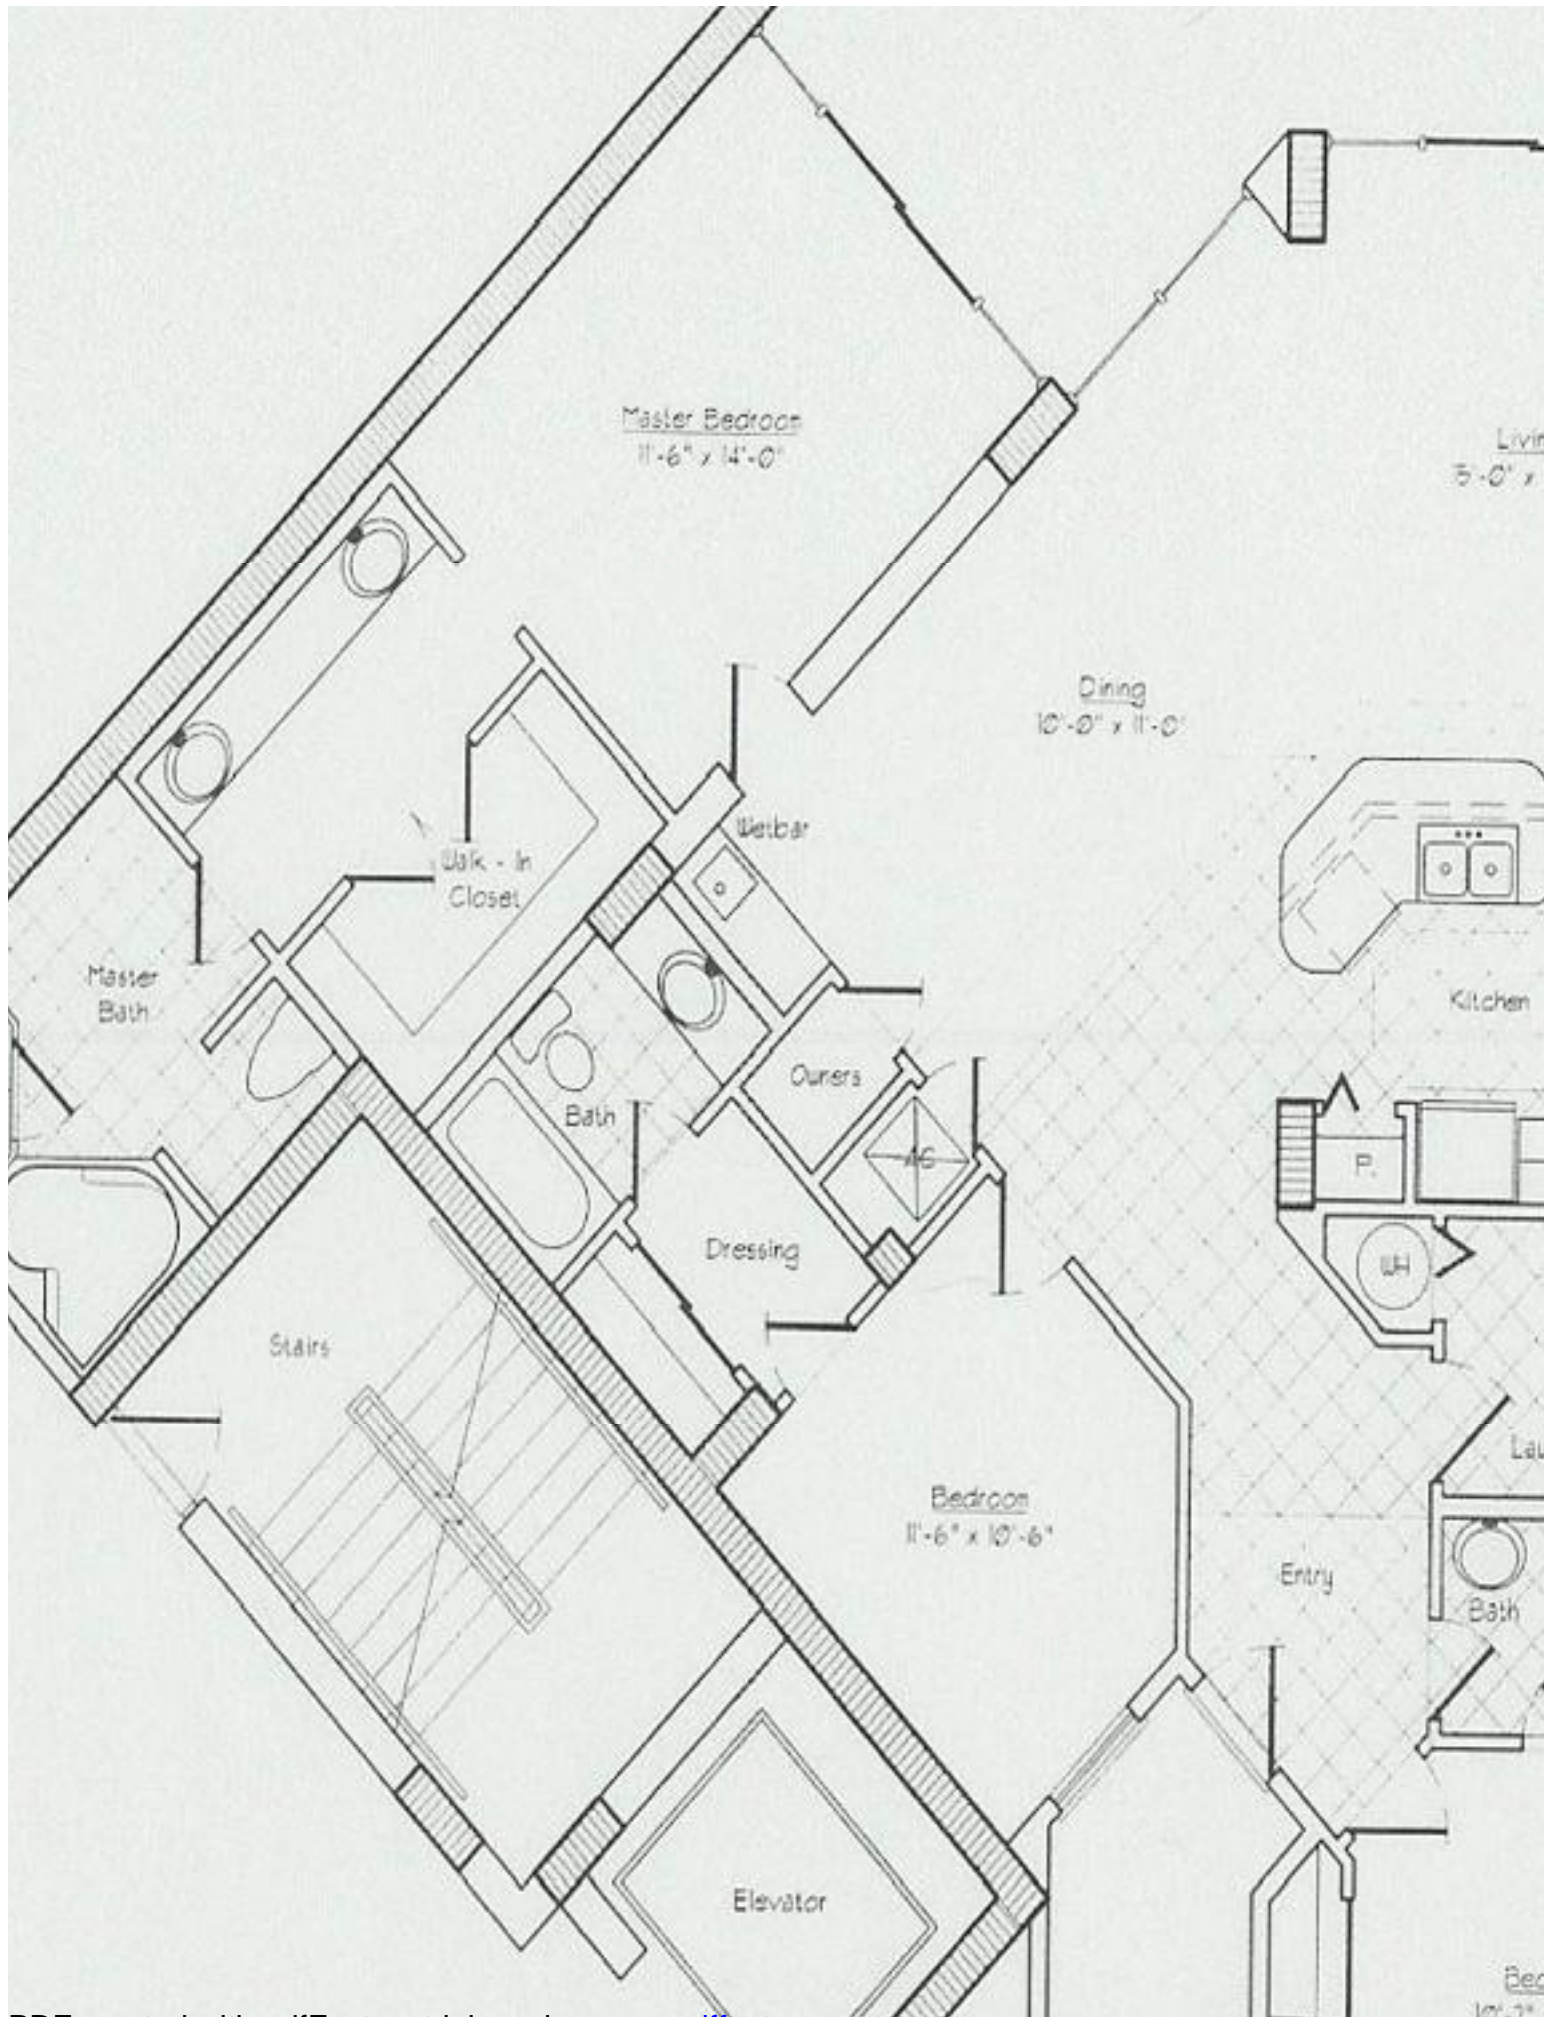 Master Bedroom
11'-6" x 14'-0"
Dining
10'-0" x 11'-0"
Wetbar
Walk - In
Closet
Master
Bath
Kitchen
Owners
Bath
AC
P.
Dressing
WH
Stairs
Bedroom
11'-6" x 10'-6"
Entry
Bath
Elevator